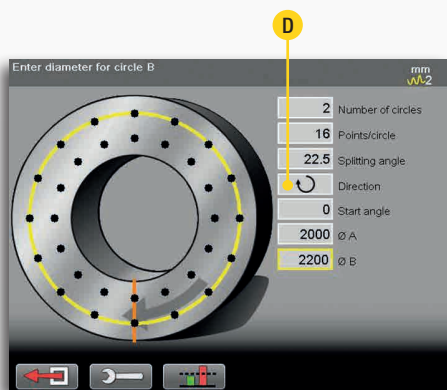 D
Enter diameter for circle B
mm
2
2 Number of circles
16 Points/circle
22.5 Splitting angle
Direction
0 Start angle
2000 Ø A
2200 Ø B